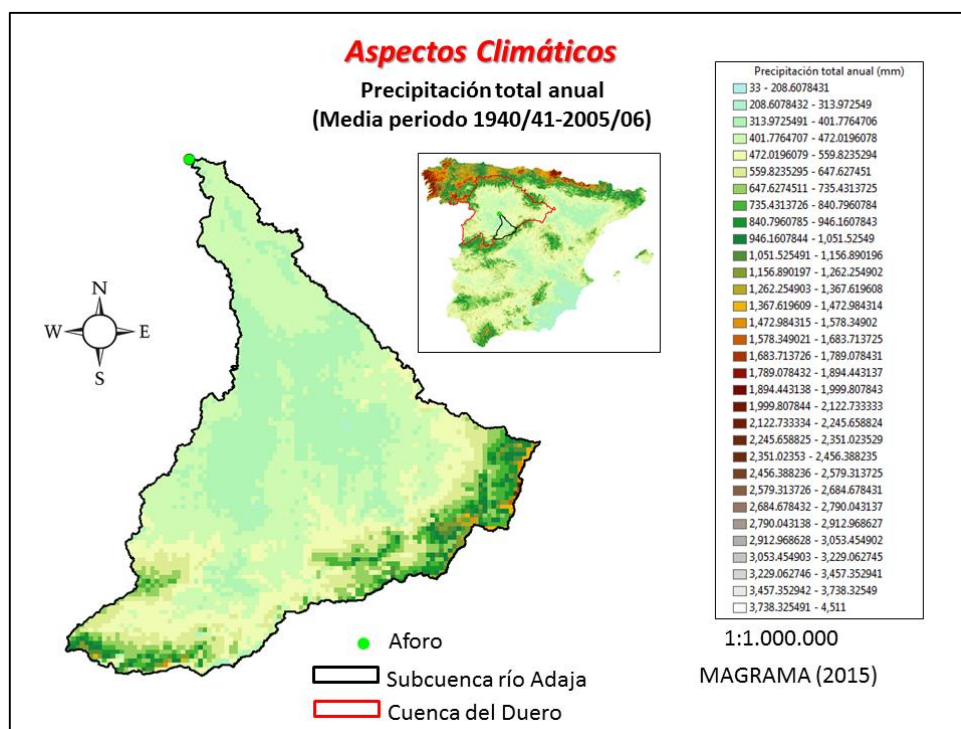 Aspectos Climáticos
Precipitación total anual
(Media periodo 1940/41-2005/06)
N
W
E
S
Aforo
Subcuenca río Adaja
Cuenca del Duero
Precipitación total anual (mm)
33 - 208.6078431
208.6078432 - 313.972549
313.9725491 - 401.7764706
401.7764707 - 472.0196078
472.0196079 - 559.8235294
559.8235295 - 647.627451
647.6274511 - 735.4313725
735.4313726 - 840.7960784
840.7960785 - 946.1607843
946.1607844 - 1,051.52549
1,051.525491 - 1,156.890196
1,156.890197 - 1,262.254902
1,262.254903 - 1,367.619608
1,367.619609 - 1,472.984314
1,472.984315 - 1,578.34902
1,578.349021 - 1,683.713725
1,683.713726 - 1,789.078431
1,789.078432 - 1,894.443137
1,894.443138 - 1,999.807843
1,999.807844 - 2,122.733333
2,122.733334 - 2,245.658824
2,245.658825 - 2,351.023529
2,351.02353 - 2,456.388235
2,456.388236 - 2,579.313725
2,579.313726 - 2,684.678431
2,684.678432 - 2,790.043137
2,790.043138 - 2,912.968627
2,912.968628 - 3,053.454902
3,053.454903 - 3,229.062745
3,229.062746 - 3,457.352941
3,457.352942 - 3,738.32549
3,738.325491 - 4,511
1:1.000.000
MAGRAMA (2015)